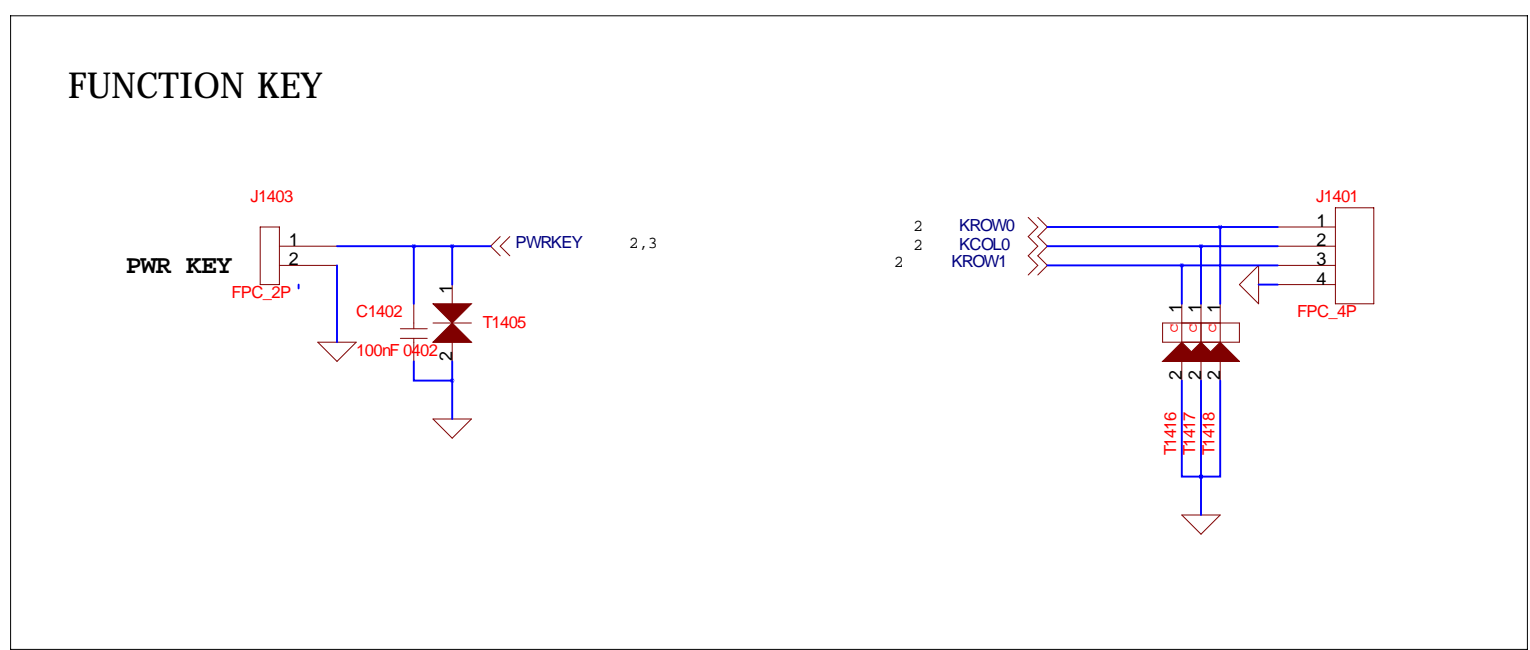 FUNCTION KEY
J1403
1
2
PWR KEY
FPC_2P
PWRKEY 2,3
C1402
100nF 0402
1
T1405
2
J1401
2 KROW0 1
2 KCOL0 2
2 KROW1 3
4
FPC_4P
1 1 1
C C C
2 2 2
T1416
T1417
T1418